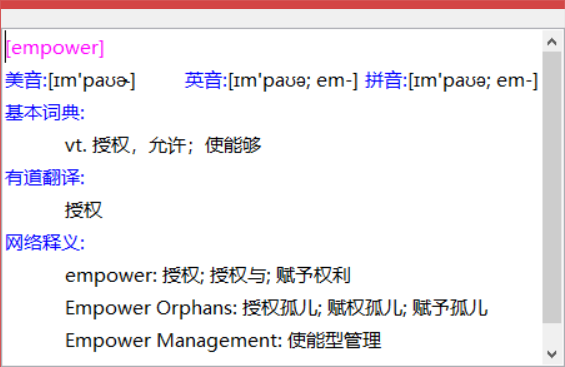 [empower]
美音:[ɪm'paʊɚ] 英音:[ɪm'paʊə; em-] 拼音:[ɪm'paʊə; em-]
基本词典:
vt. 授权，允许；使能够
有道翻译:
授权
网络释义:
empower: 授权; 授权与; 赋予权利
Empower Orphans: 授权孤儿; 赋权孤儿; 赋予孤儿
Empower Management: 使能型管理